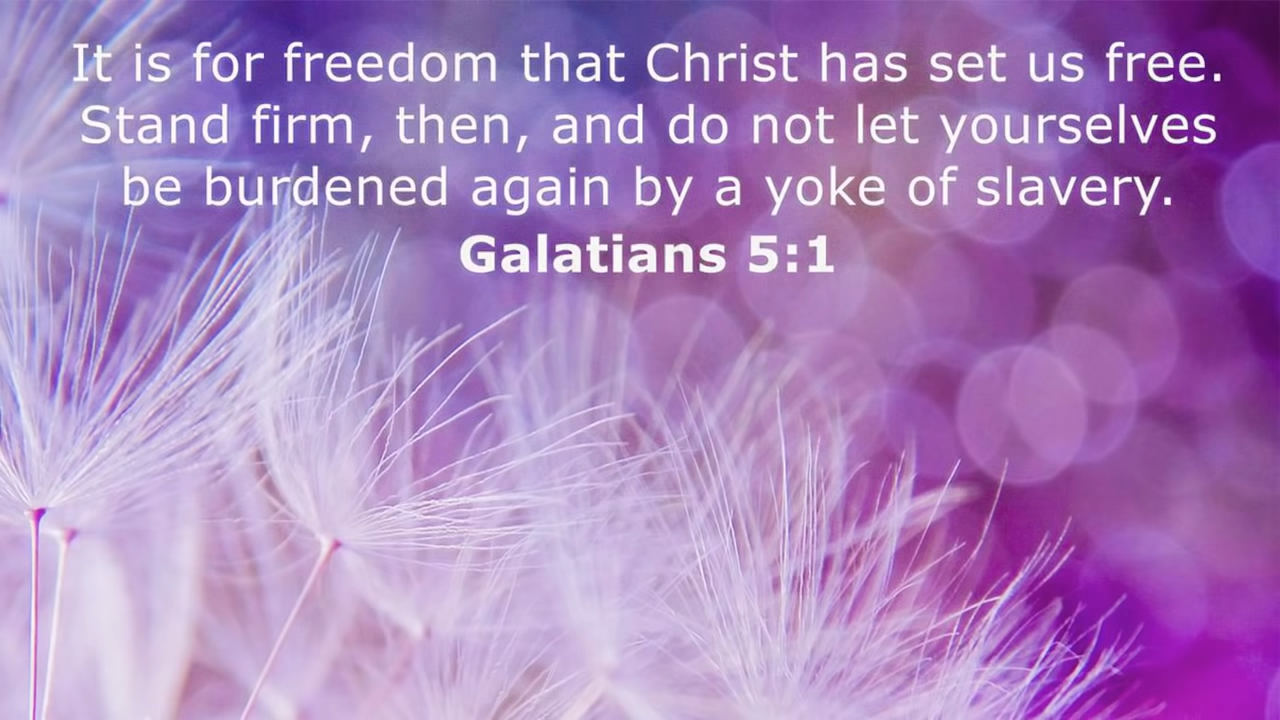 It is for freedom that Christ has set us free.
Stand firm, then, and do not let yourselves
be burdened again by a yoke of slavery.
Galatians 5:1